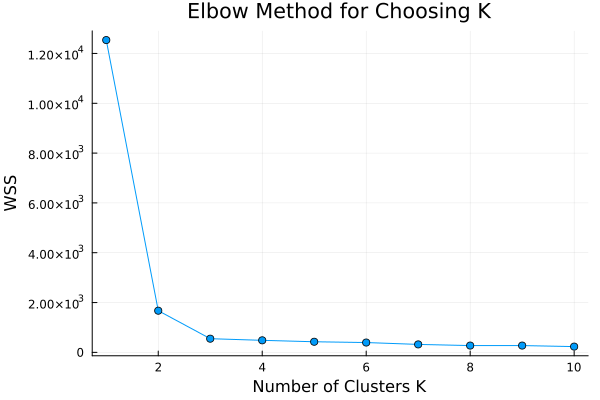 Elbow Method for Choosing K
WSS
1.20×10⁴
1.00×10⁴
8.00×10³
6.00×10³
4.00×10³
2.00×10³
0
2 4 6 8 10
Number of Clusters K